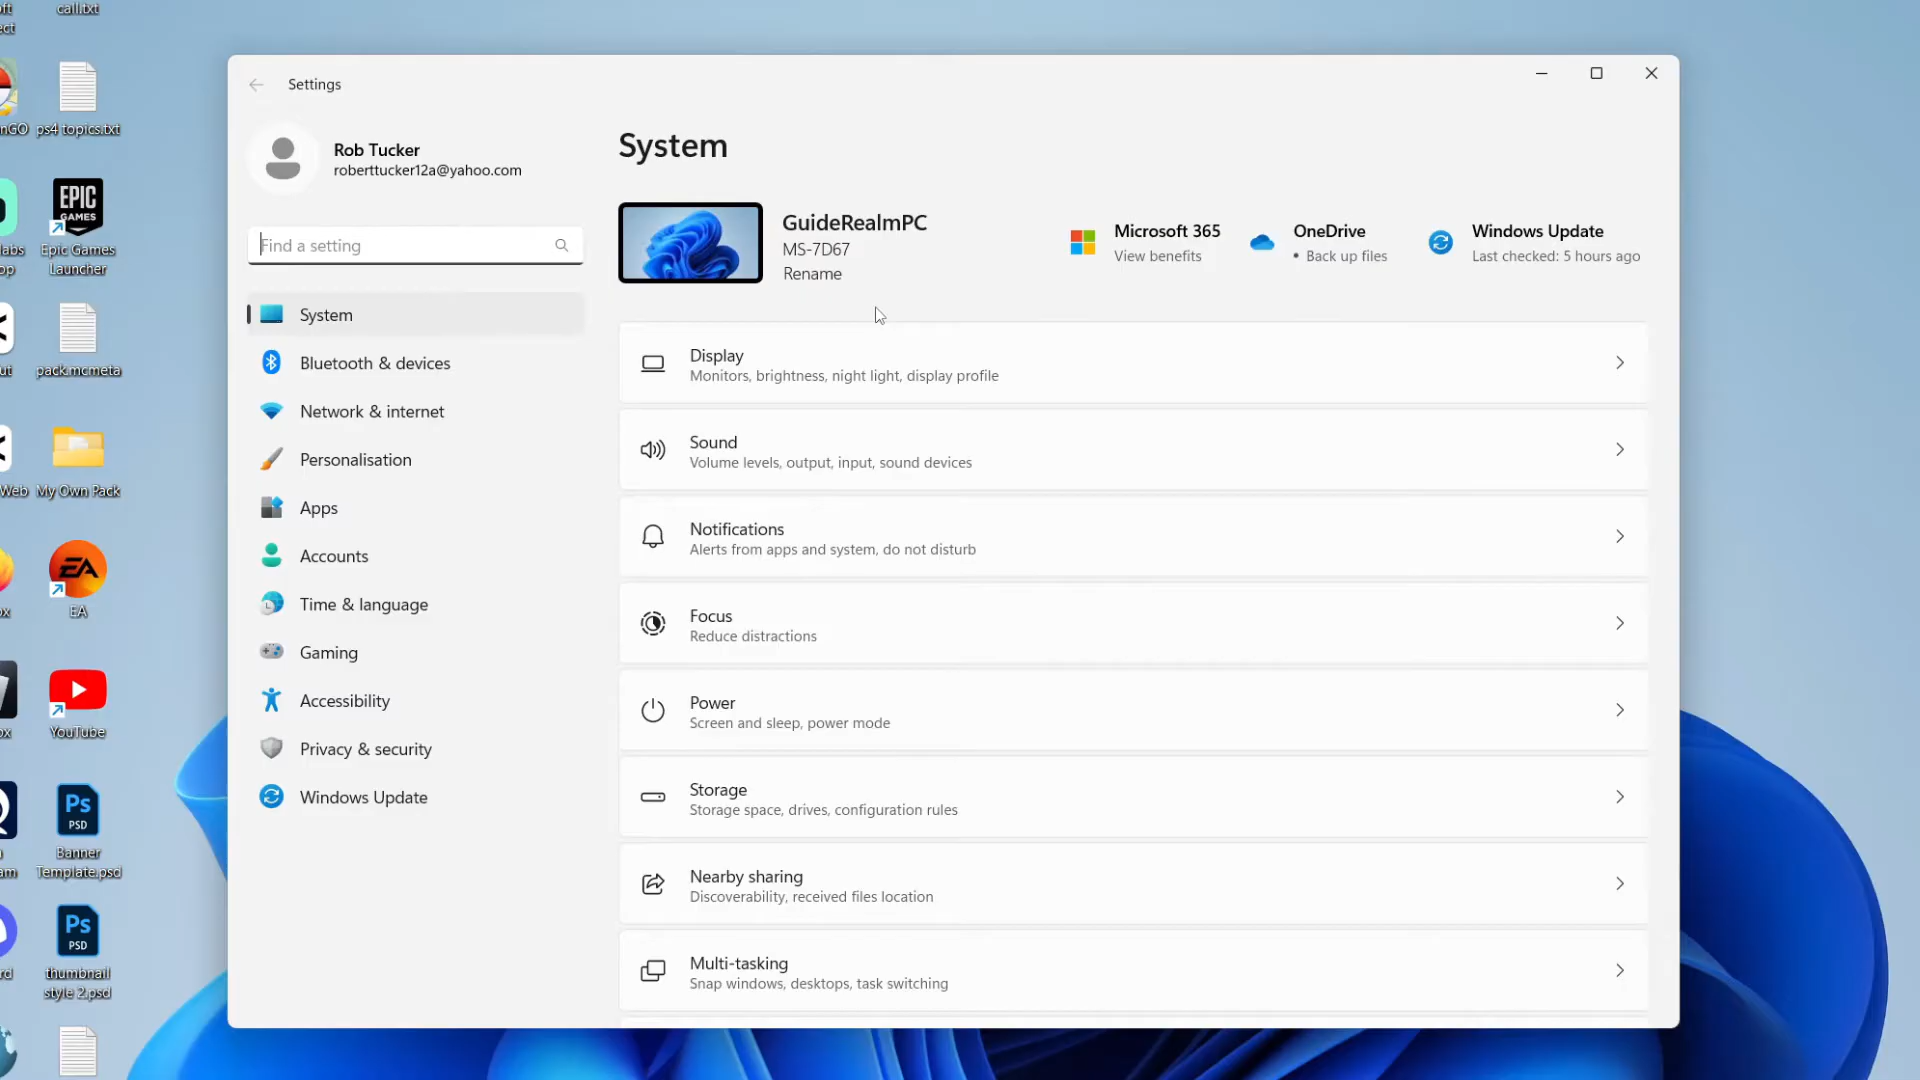 call.txt
ps4 topics.txt
EPIC
GAMES
Epic Games
Launcher
pack.mcmeta
My Own Pack
EA
EA
YouTube
Ps
PSD
Banner
Template.psd
Ps
PSD
thumbnail
style 2.psd
Settings
Rob Tucker
roberttucker12a@yahoo.com
Find a setting
System
Bluetooth & devices
Network & internet
Personalisation
Apps
Accounts
Time & language
Gaming
Accessibility
Privacy & security
Windows Update
System
GuideRealmPC
MS-7D67
Rename
Microsoft 365
View benefits
OneDrive
• Back up files
Windows Update
Last checked: 5 hours ago
Display
Monitors, brightness, night light, display profile
Sound
Volume levels, output, input, sound devices
Notifications
Alerts from apps and system, do not disturb
Focus
Reduce distractions
Power
Screen and sleep, power mode
Storage
Storage space, drives, configuration rules
Nearby sharing
Discoverability, received files location
Multi-tasking
Snap windows, desktops, task switching